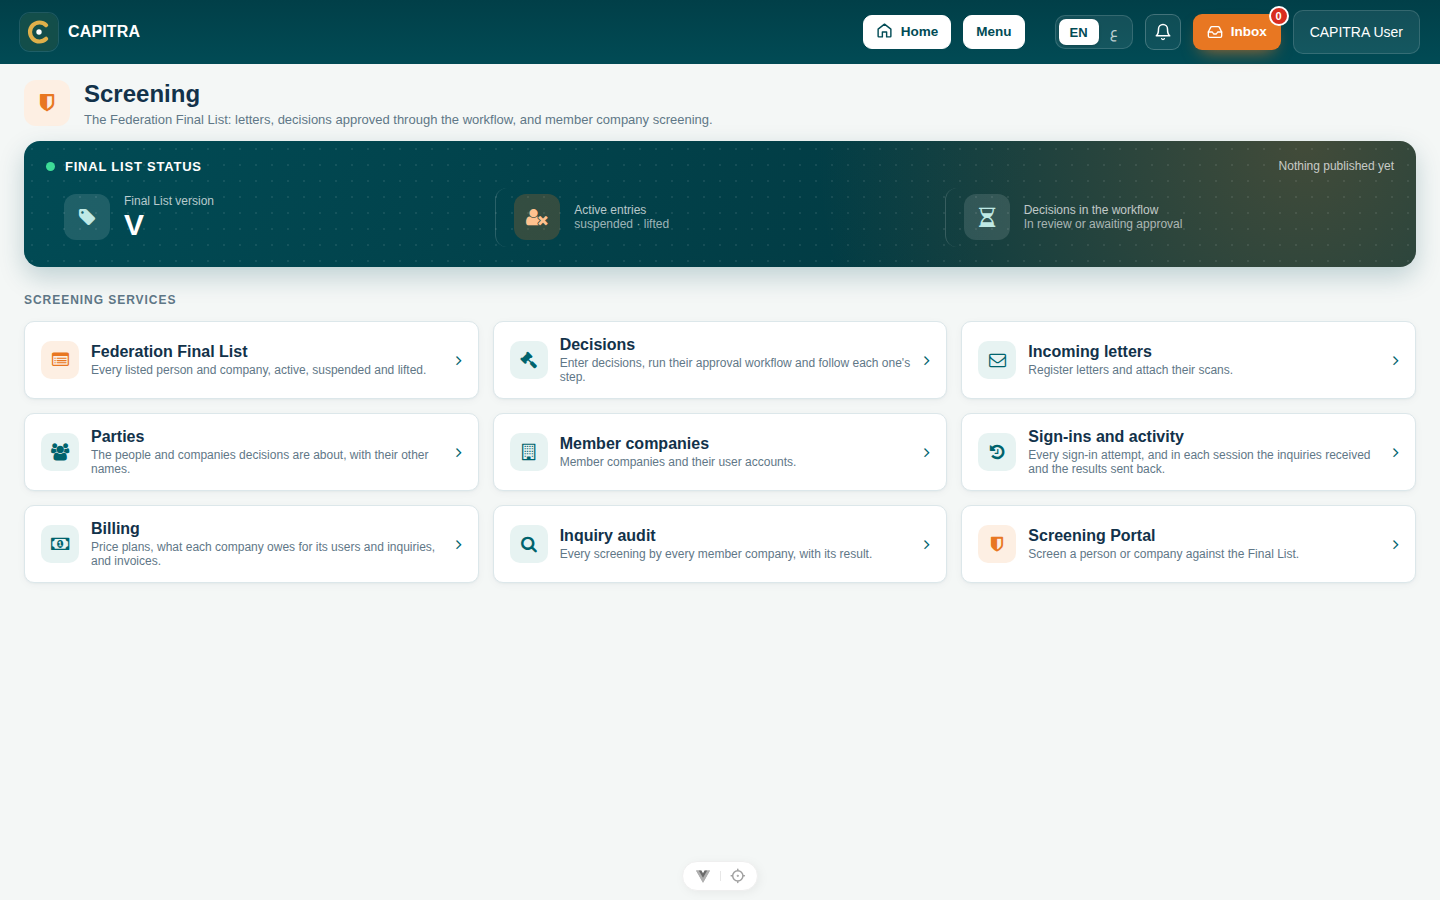 CAPITRA
Home
Menu
EN
ع
Inbox
0
CAPITRA User
Screening
The Federation Final List: letters, decisions approved through the workflow, and member company screening.
FINAL LIST STATUS
Nothing published yet
Final List version
V
Active entries
suspended · lifted
Decisions in the workflow
In review or awaiting approval
SCREENING SERVICES
Federation Final List
Every listed person and company, active, suspended and lifted.
Decisions
Enter decisions, run their approval workflow and follow each one's
step.
Incoming letters
Register letters and attach their scans.
Parties
The people and companies decisions are about, with their other
names.
Member companies
Member companies and their user accounts.
Sign-ins and activity
Every sign-in attempt, and in each session the inquiries received
and the results sent back.
Billing
Price plans, what each company owes for its users and inquiries,
and invoices.
Inquiry audit
Every screening by every member company, with its result.
Screening Portal
Screen a person or company against the Final List.